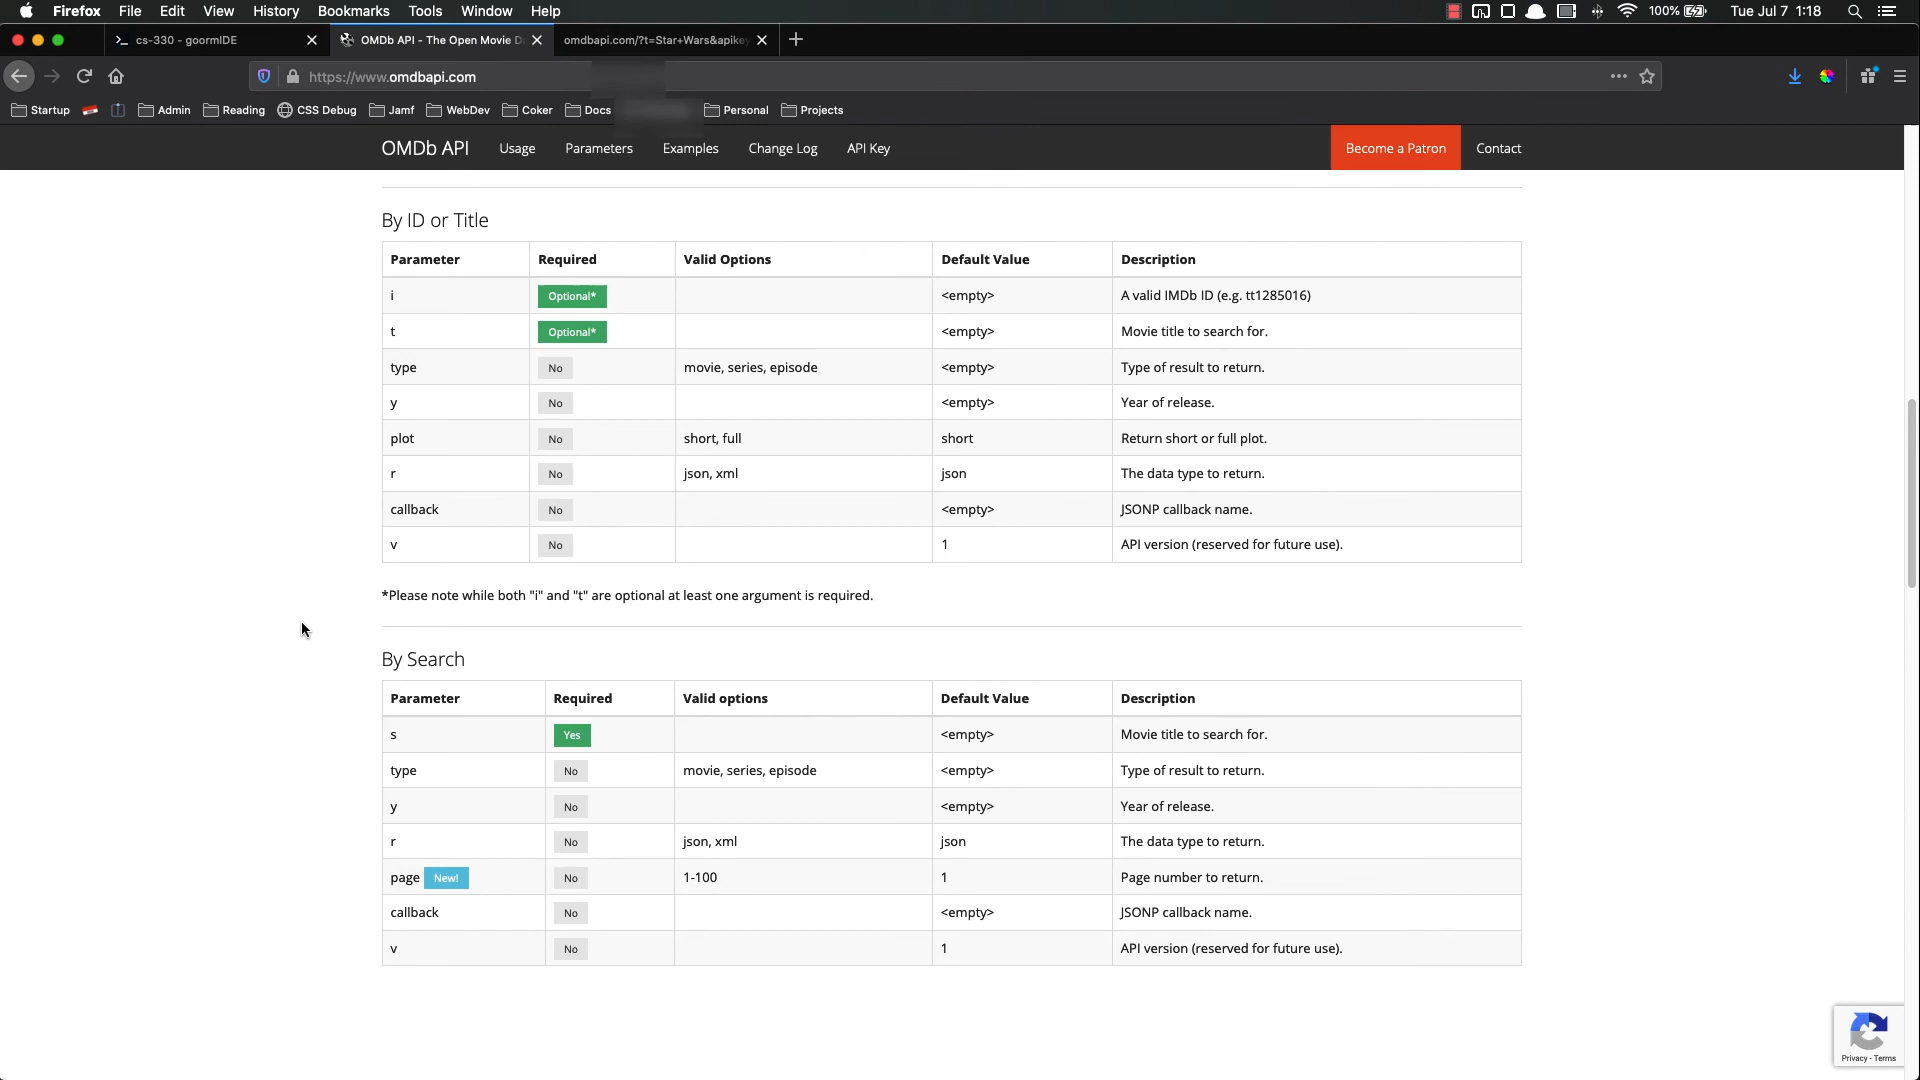 Firefox File Edit View History Bookmarks Tools Window Help 100% Tue Jul 7 1:18
cs-330 - goormIDE OMDb API - The Open Movie D omdbapi.com/?t=Star+Wars&apike
https://www.omdbapi.com
Startup Admin Reading CSS Debug Jamf WebDev Coker Docs Personal Projects
OMDb API Usage Parameters Examples Change Log API Key Become a Patron Contact
By ID or Title
Parameter Required Valid Options Default Value Description
i Optional* <empty> A valid IMDb ID (e.g. tt1285016)
t Optional* <empty> Movie title to search for.
type No movie, series, episode <empty> Type of result to return.
y No <empty> Year of release.
plot No short, full short Return short or full plot.
r No json, xml json The data type to return.
callback No <empty> JSONP callback name.
v No 1 API version (reserved for future use).
*Please note while both "i" and "t" are optional at least one argument is required.
By Search
Parameter Required Valid options Default Value Description
s Yes <empty> Movie title to search for.
type No movie, series, episode <empty> Type of result to return.
y No <empty> Year of release.
r No json, xml json The data type to return.
page New! No 1-100 1 Page number to return.
callback No <empty> JSONP callback name.
v No 1 API version (reserved for future use).
Privacy - Terms